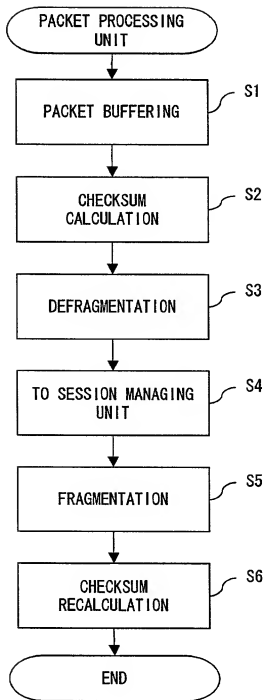 PACKET PROCESSING
UNIT
S1
PACKET BUFFERING
S2
CHECKSUM
CALCULATION
S3
DEFRAGMENTATION
S4
TO SESSION MANAGING
UNIT
S5
FRAGMENTATION
S6
CHECKSUM
RECALCULATION
END